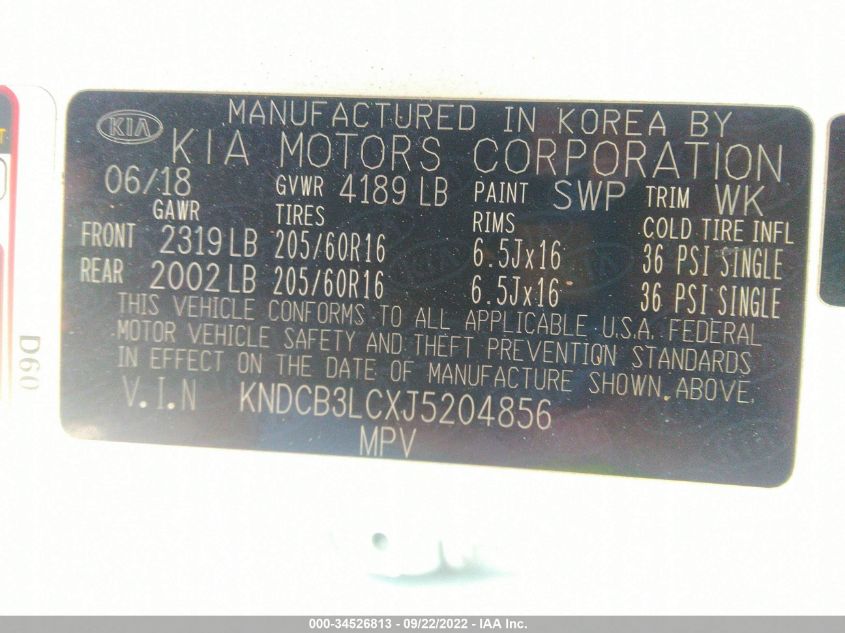 MANUFACTURED IN KOREA BY
KIA KIA MOTORS CORPORATION
06/18 GVWR 4189 LB PAINT SWP TRIM WK
GAWR TIRES RIMS COLD TIRE INFL
FRONT 2319 LB 205/60R16 6.5Jx16 36 PSI SINGLE
REAR 2002 LB 205/60R16 6.5Jx16 36 PSI SINGLE
THIS VEHICLE CONFORMS TO ALL APPLICABLE U.S.A. FEDERAL
MOTOR VEHICLE SAFETY AND THEFT PREVENTION STANDARDS
IN EFFECT ON THE DATE OF MANUFACTURE SHOWN ABOVE.
V.I.N KNDCB3LCXJ5204856
MPV
D60
000-34526813 - 09/22/2022 - IAA Inc.